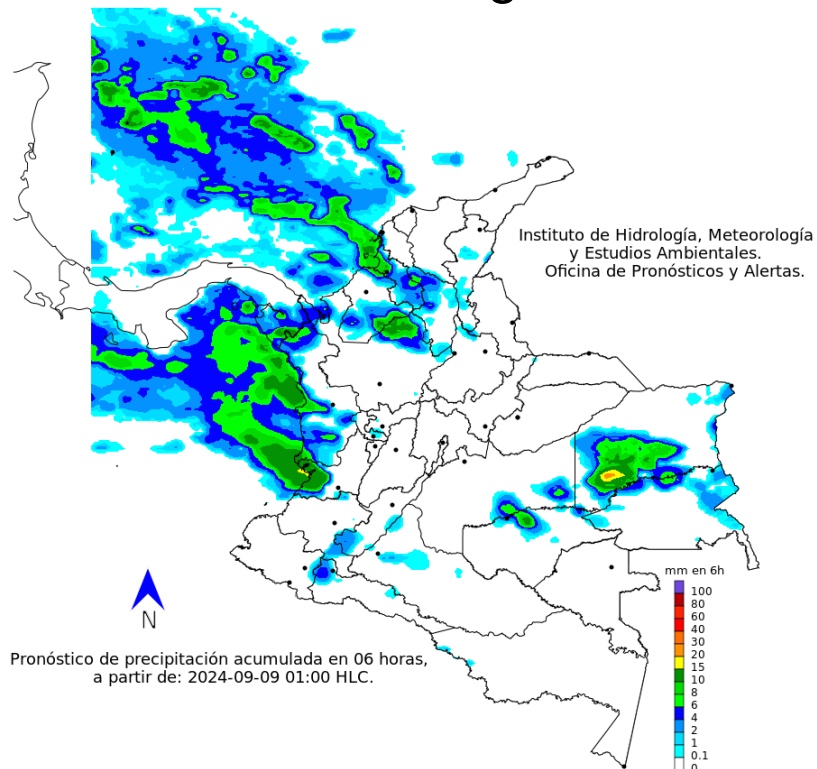 g
Instituto de Hidrología, Meteorología
y Estudios Ambientales.
Oficina de Pronósticos y Alertas.
N
Pronóstico de precipitación acumulada en 06 horas,
a partir de: 2024-09-09 01:00 HLC.
mm en 6h
100
80
60
40
30
20
15
10
8
6
4
2
1
0.1
0